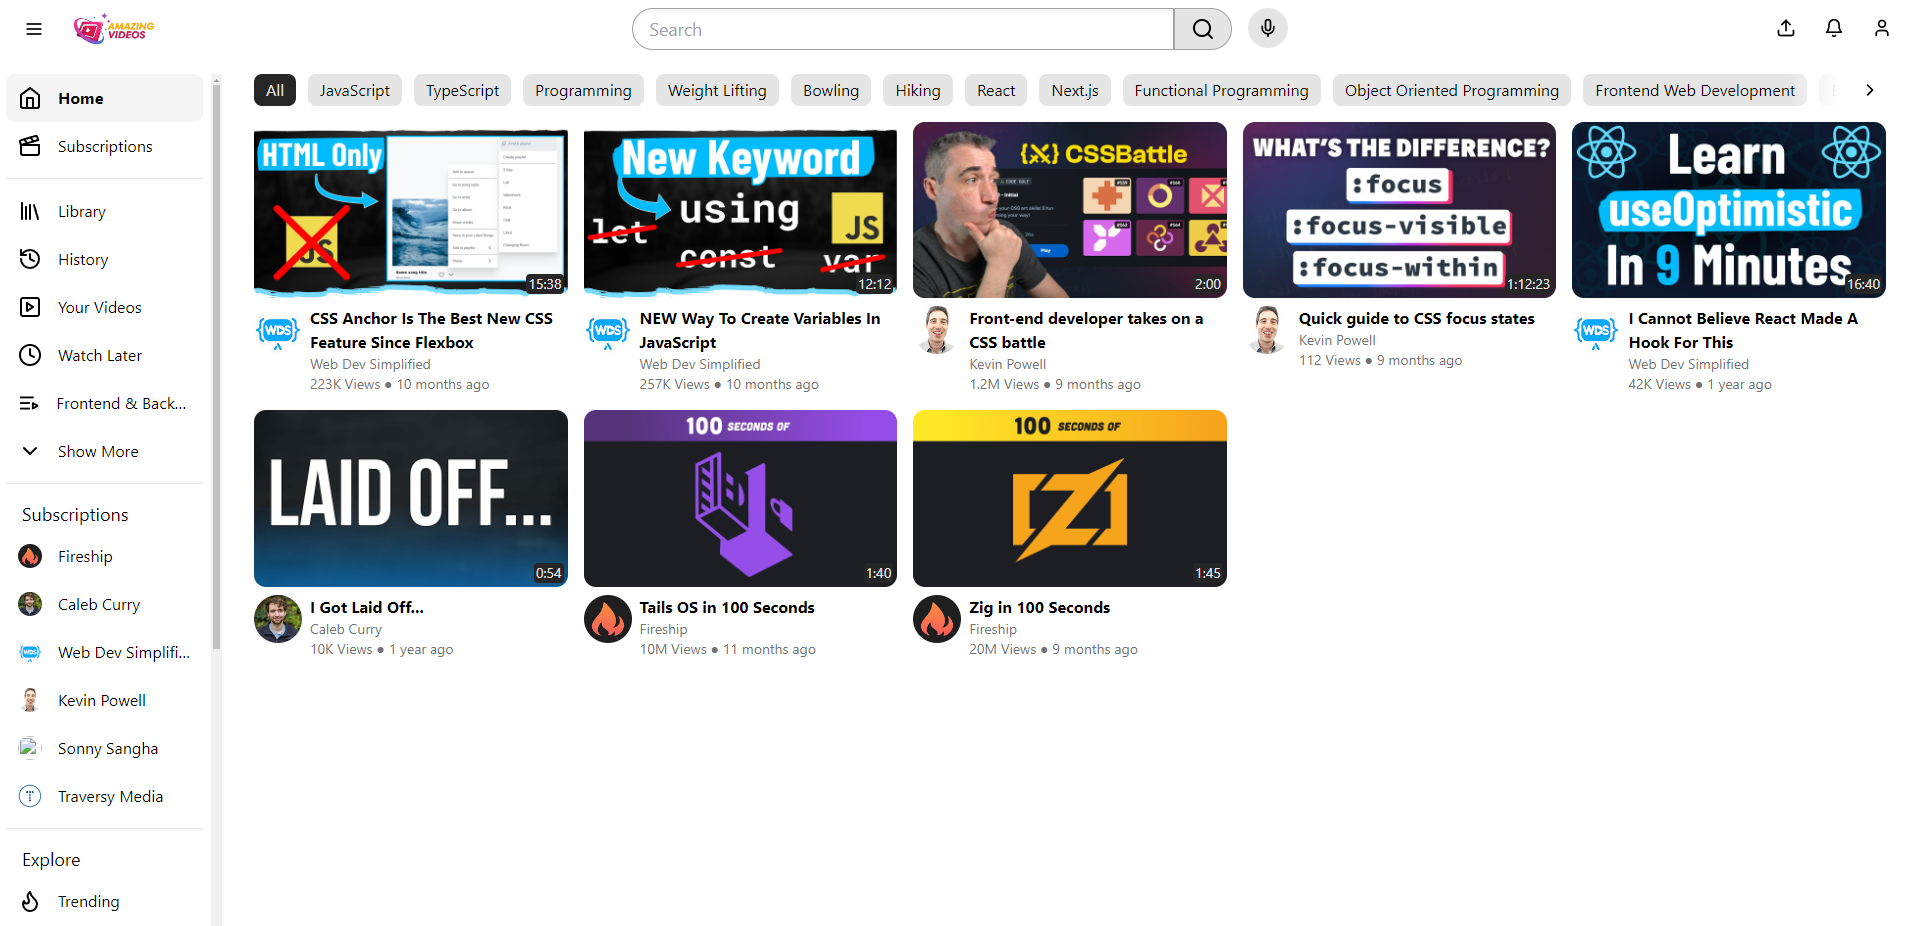 AMAZING
VIDEOS
Search
Home
Subscriptions
Library
History
Your Videos
Watch Later
Frontend & Back...
Show More
Subscriptions
Fireship
Caleb Curry
Web Dev Simplifi...
Kevin Powell
Sonny Sangha
Traversy Media
Explore
Trending
All
JavaScript
TypeScript
Programming
Weight Lifting
Bowling
Hiking
React
Next.js
Functional Programming
Object Oriented Programming
Frontend Web Development
HTML Only
JS
15:38
WDS
CSS Anchor Is The Best New CSS
Feature Since Flexbox
Web Dev Simplified
223K Views • 10 months ago
New Keyword
let
using
const
var
JS
12:12
WDS
NEW Way To Create Variables In
JavaScript
Web Dev Simplified
257K Views • 10 months ago
{X} CSSBattle
Play
2:00
Front-end developer takes on a
CSS battle
Kevin Powell
1.2M Views • 9 months ago
WHAT'S THE DIFFERENCE?
:focus
:focus-visible
:focus-within
1:12:23
Quick guide to CSS focus states
Kevin Powell
112 Views • 9 months ago
Learn
useOptimistic
In 9 Minutes
16:40
WDS
I Cannot Believe React Made A
Hook For This
Web Dev Simplified
42K Views • 1 year ago
LAID OFF...
0:54
I Got Laid Off...
Caleb Curry
10K Views • 1 year ago
100 SECONDS OF
1:40
Tails OS in 100 Seconds
Fireship
10M Views • 11 months ago
100 SECONDS OF
1:45
Zig in 100 Seconds
Fireship
20M Views • 9 months ago